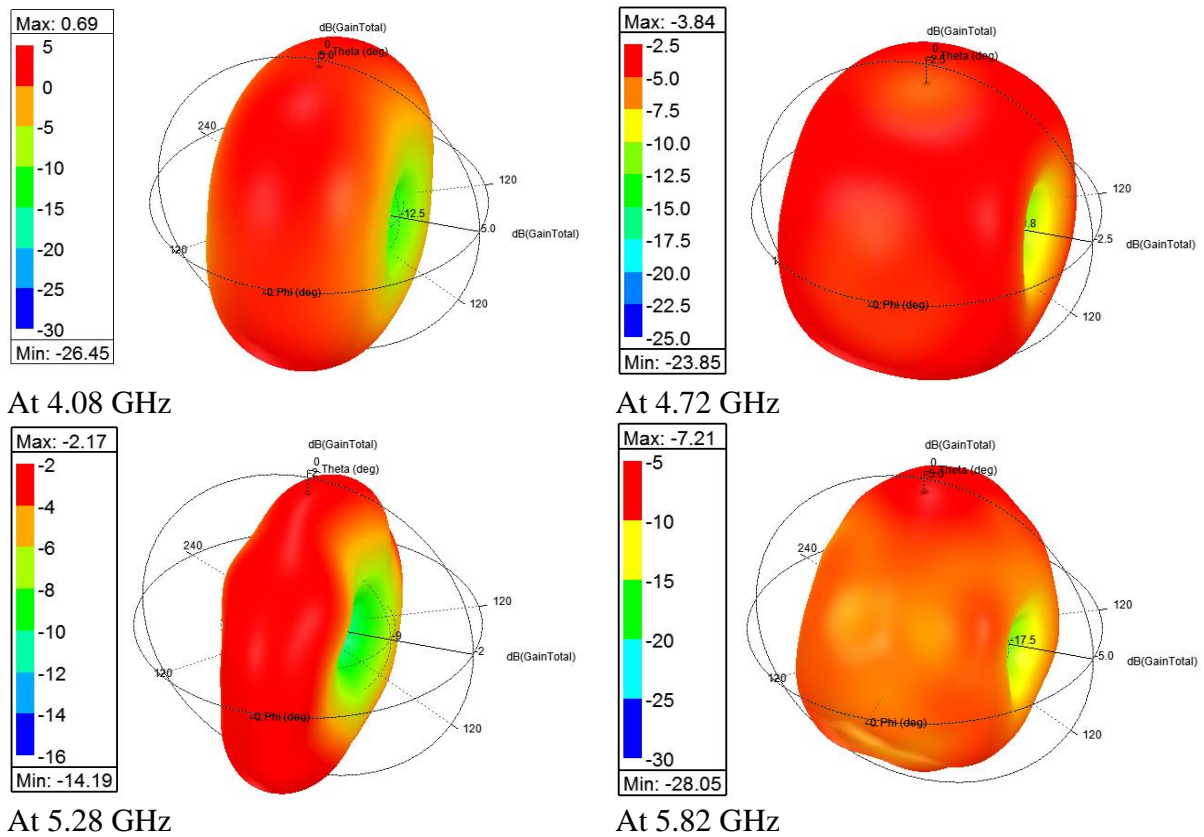 Max: 0.69
5
0
-5
-10
-15
-20
-25
-30
Min: -26.45
dB(GainTotal)
0
5.0
Theta (deg)
240
120
-12.5
5.0
dB(GainTotal)
120
-0 Phi (deg)
120
At 4.08 GHz
Max: -3.84
-2.5
-5.0
-7.5
-10.0
-12.5
-15.0
-17.5
-20.0
-22.5
-25.0
Min: -23.85
dB(GainTotal)
0
-2.5
Theta (deg)
120
-2.5
dB(GainTotal)
-0 Phi (deg)
120
At 4.72 GHz
Max: -2.17
-2
-4
-6
-8
-10
-12
-14
-16
Min: -14.19
dB(GainTotal)
0
-2
Theta (deg)
240
120
-9
-2
dB(GainTotal)
120
-0 Phi (deg)
120
At 5.28 GHz
Max: -7.21
-5
-10
-15
-20
-25
-30
Min: -28.05
dB(GainTotal)
0
-5.0
Theta (deg)
240
120
-17.5
-5.0
dB(GainTotal)
120
-0 Phi (deg)
120
At 5.82 GHz